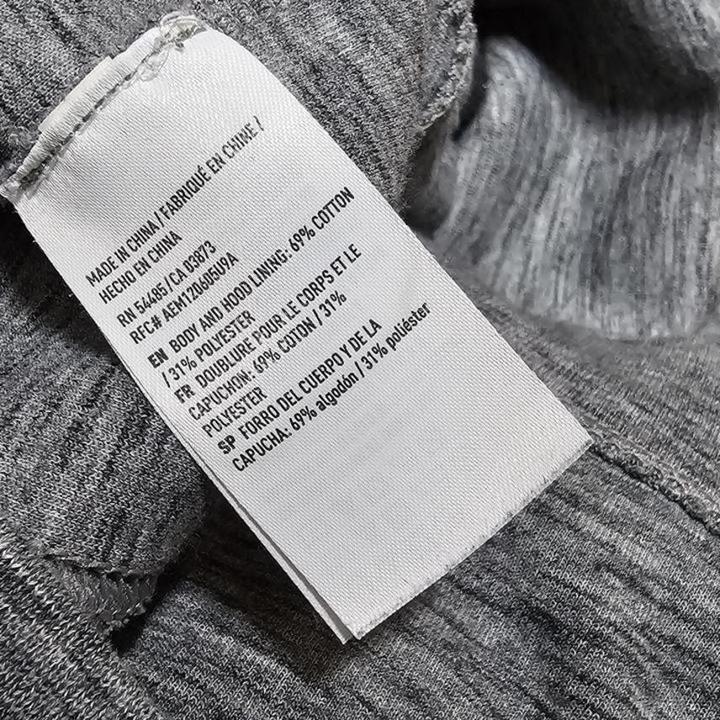 MADE IN CHINA / FABRIQUÉ EN CHINE /
HECHO EN CHINA
RN 54485 / CA 03873
RFC# AEM120605U9A
EN BODY AND HOOD LINING: 69% COTTON
/ 31% POLYESTER
FR DOUBLURE POUR LE CORPS ET LE
CAPUCHON: 69% COTON / 31%
POLYESTER
SP FORRO DEL CUERPO Y DE LA
CAPUCHA: 69% algodón / 31% poliéster